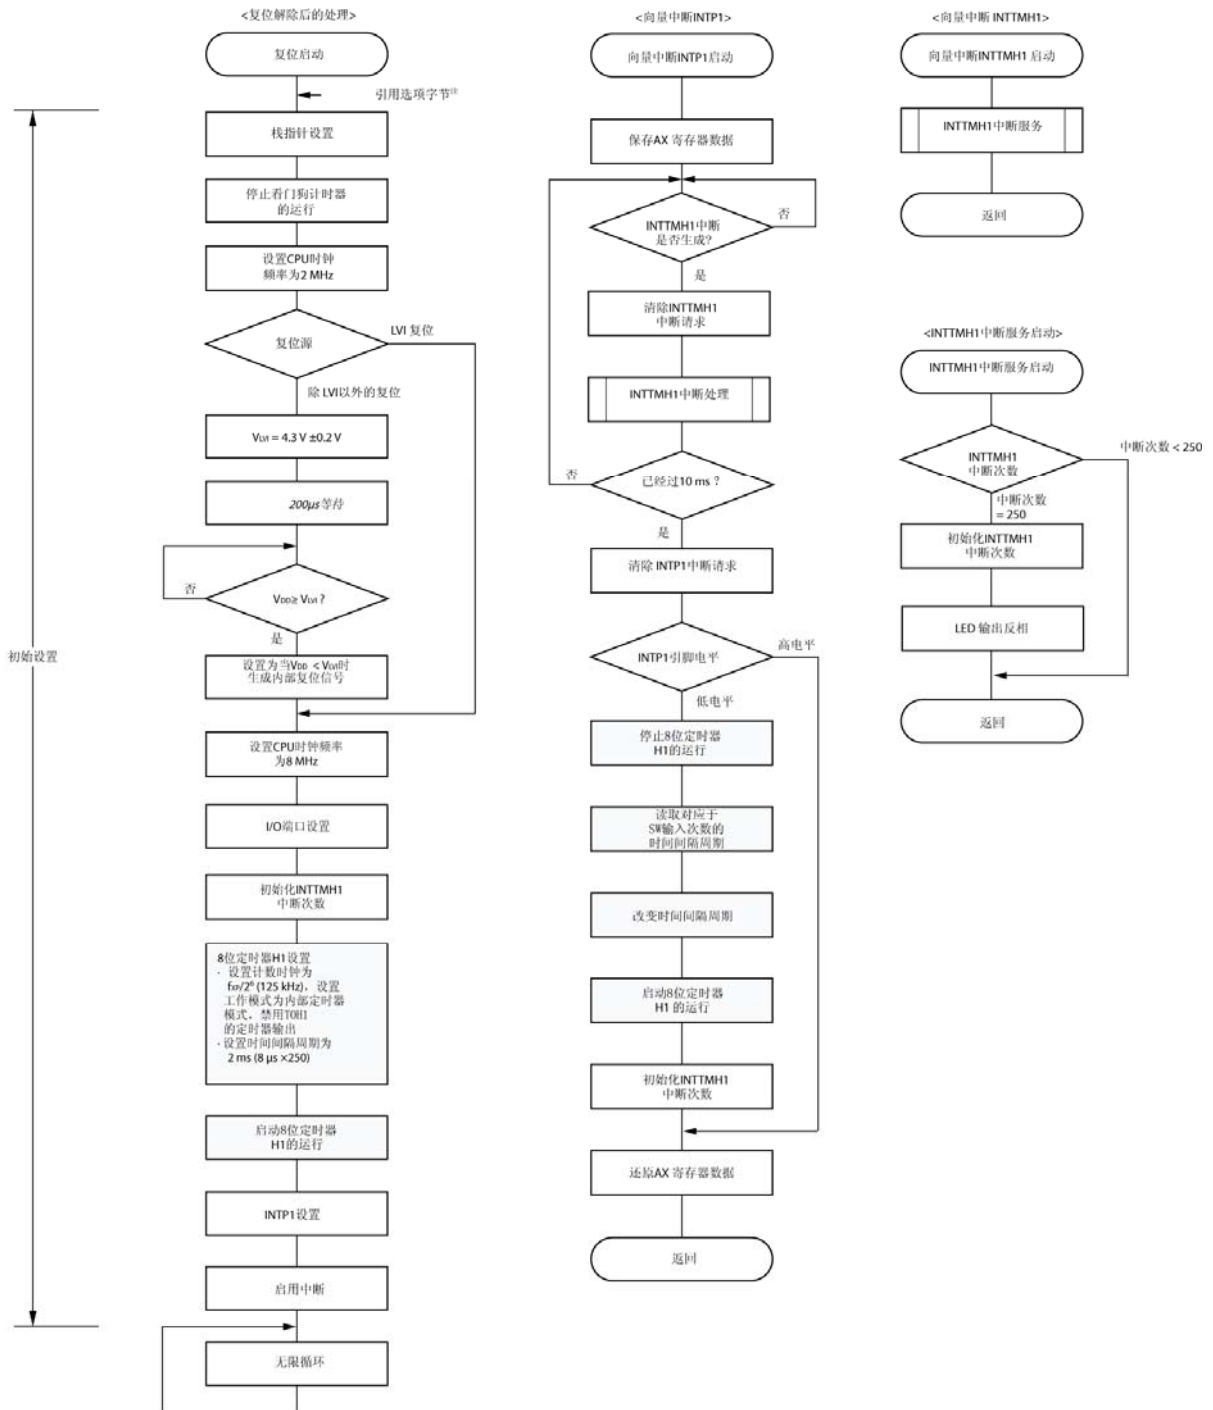 <复位解除后的处理>
复位启动
引用选项字节注
栈指针设置
停止看门狗计时器
的运行
设置CPU时钟
频率为2 MHz
复位源
LVI 复位
除 LVI以外的复位
VLVI = 4.3 V ±0.2 V
200μs等待
否
VDD≥ VLVI ?
是
设置为当VDD < VLVI时
生成内部复位信号
初始设置
设置CPU时钟频率
为8 MHz
I/O端口设置
初始化INTTMH1
中断次数
8位定时器H1设置
· 设置计数时钟为
fXP/2⁶ (125 kHz)，设置
工作模式为内部定时器
模式，禁用TOH1
的定时器输出
· 设置时间间隔周期为
2 ms (8 μs ×250)
启动8位定时器
H1的运行
INTP1设置
启用中断
无限循环
<向量中断INTP1>
向量中断INTP1启动
保存AX 寄存器数据
INTTMH1中断
是否生成?
否
是
清除INTTMH1
中断请求
INTTMH1中断处理
否
已经过10 ms ?
是
清除 INTP1中断请求
INTP1引脚电平
高电平
低电平
停止8位定时器
H1的运行
读取对应于
SW输入次数的
时间间隔周期
改变时间间隔周期
启动8位定时器
H1 的运行
初始化INTTMH1
中断次数
还原AX 寄存器数据
返回
<向量中断 INTTMH1>
向量中断INTTMH1 启动
INTTMH1中断服务
返回
<INTTMH1中断服务启动>
INTTMH1中断服务启动
INTTMH1
中断次数
中断次数 < 250
中断次数
= 250
初始化INTTMH1
中断次数
LED 输出反相
返回